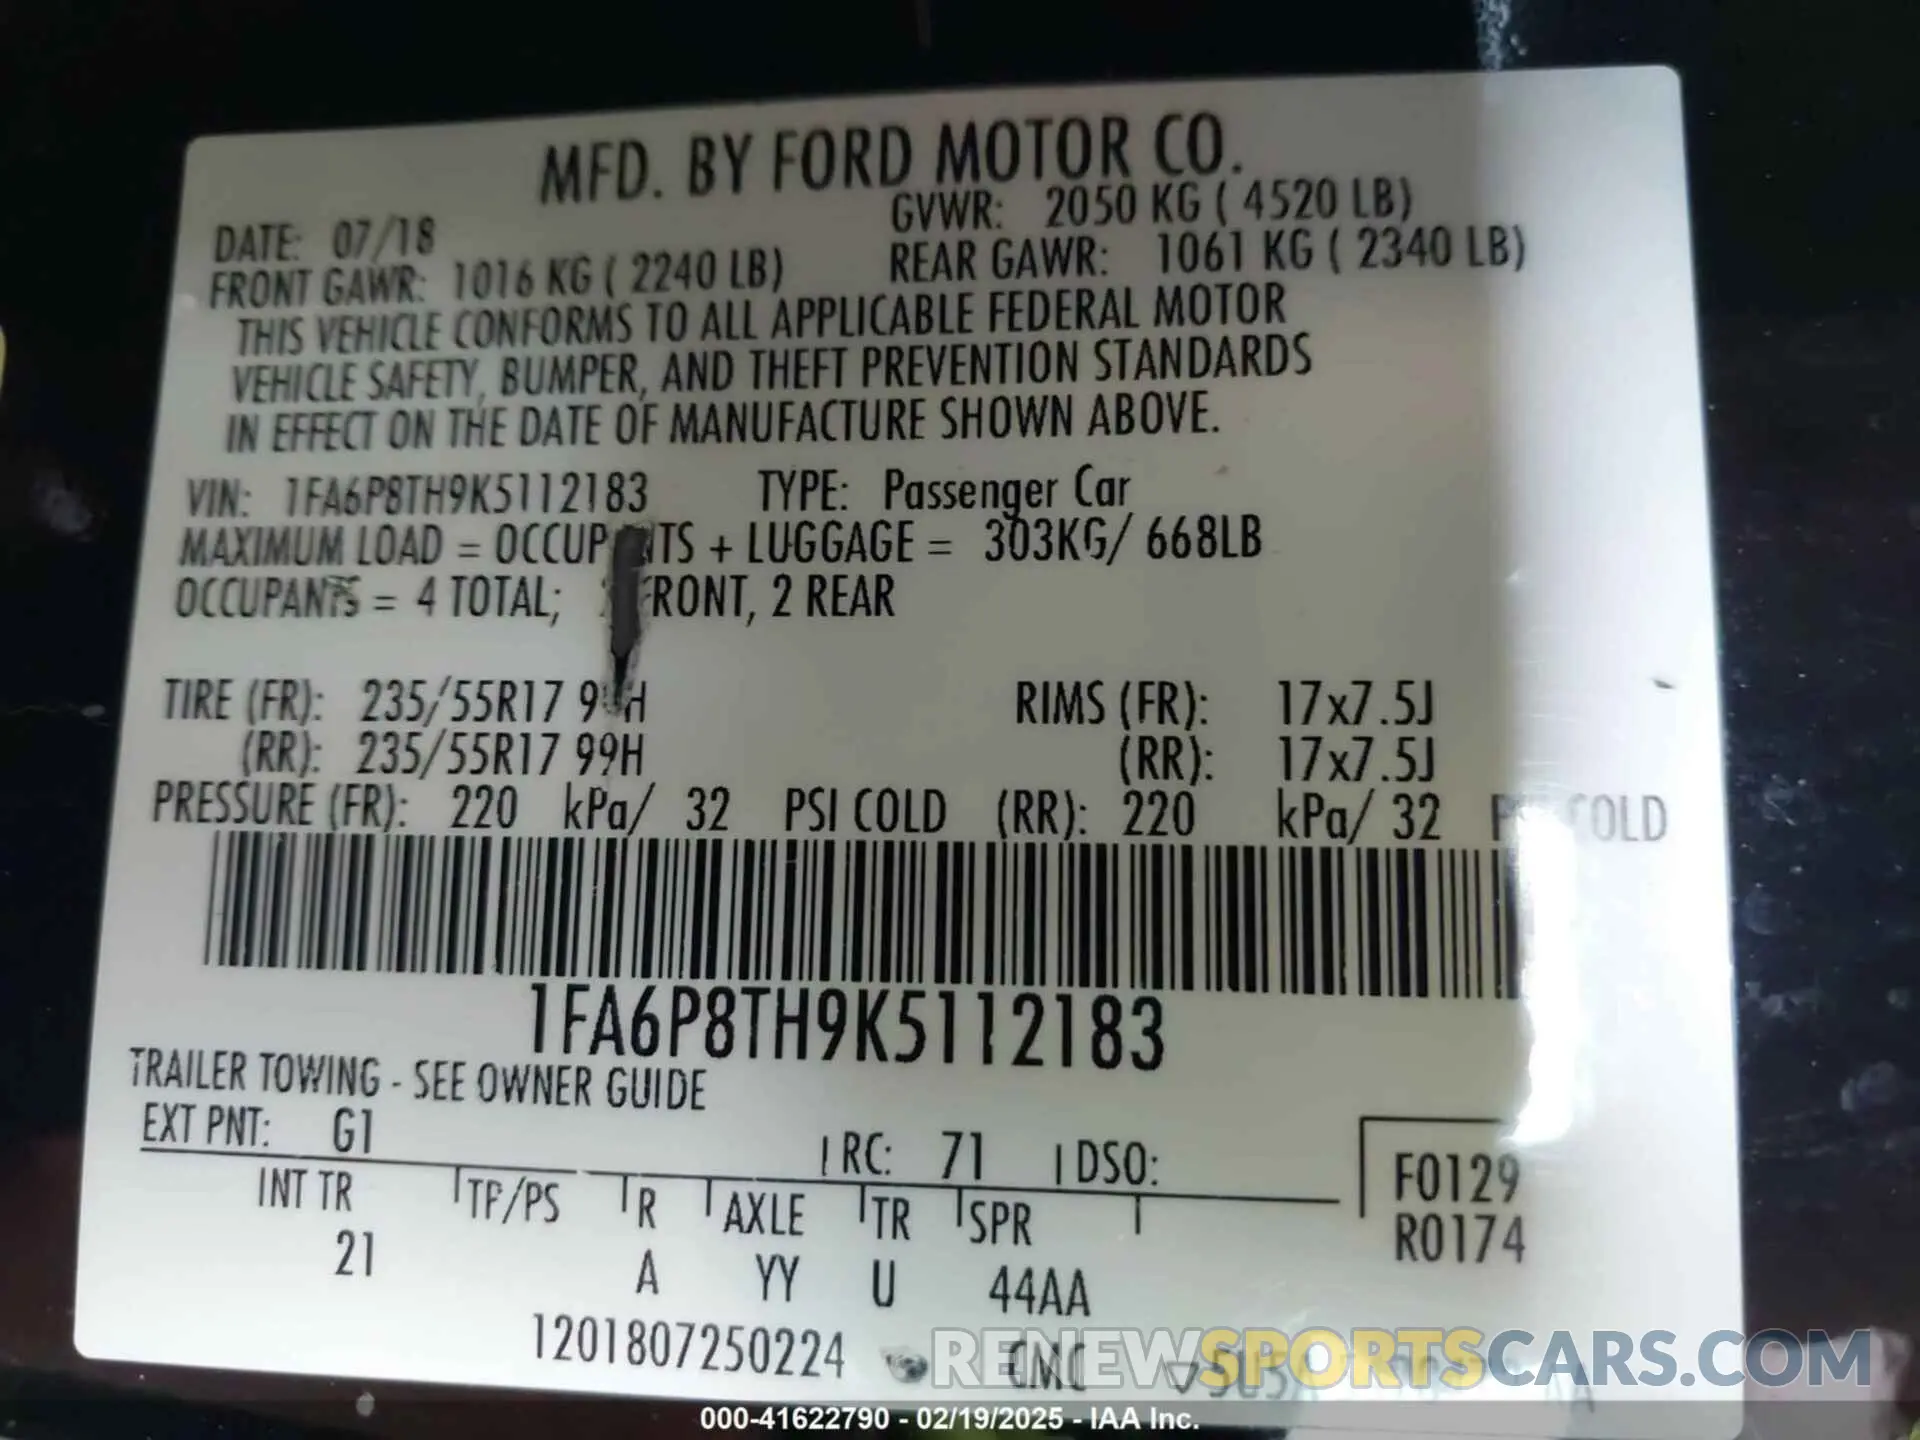 MFD. BY FORD MOTOR CO.
DATE: 07/18 GVWR: 2050 KG ( 4520 LB)
FRONT GAWR: 1016 KG ( 2240 LB) REAR GAWR: 1061 KG ( 2340 LB)
THIS VEHICLE CONFORMS TO ALL APPLICABLE FEDERAL MOTOR
VEHICLE SAFETY, BUMPER, AND THEFT PREVENTION STANDARDS
IN EFFECT ON THE DATE OF MANUFACTURE SHOWN ABOVE.
VIN: 1FA6P8TH9K5112183 TYPE: Passenger Car
MAXIMUM LOAD = + LUGGAGE = 303KG/ 668LB
OCCUPANTS = 4 TOTAL; 2 REAR
TIRE (FR): 235/55R17 RIMS (FR): 17x7.5J
(RR): 235/55R17 99H (RR): 17x7.5J
PRESSURE (FR): 220 kPa/ 32 PSI COLD (RR): 220 kPa/ 32 PSI COLD
1FA6P8TH9K5112183
TRAILER TOWING - SEE OWNER GUIDE
EXT PNT: G1 RC: 71 DSO:
INT TR TP/PS R AXLE TR SPR F0129
21 A YY U 44AA R0174
1201807250224 CMC
RENEWSPORTSCARS.COM
000-41622790 - 02/19/2025 - IAA Inc.